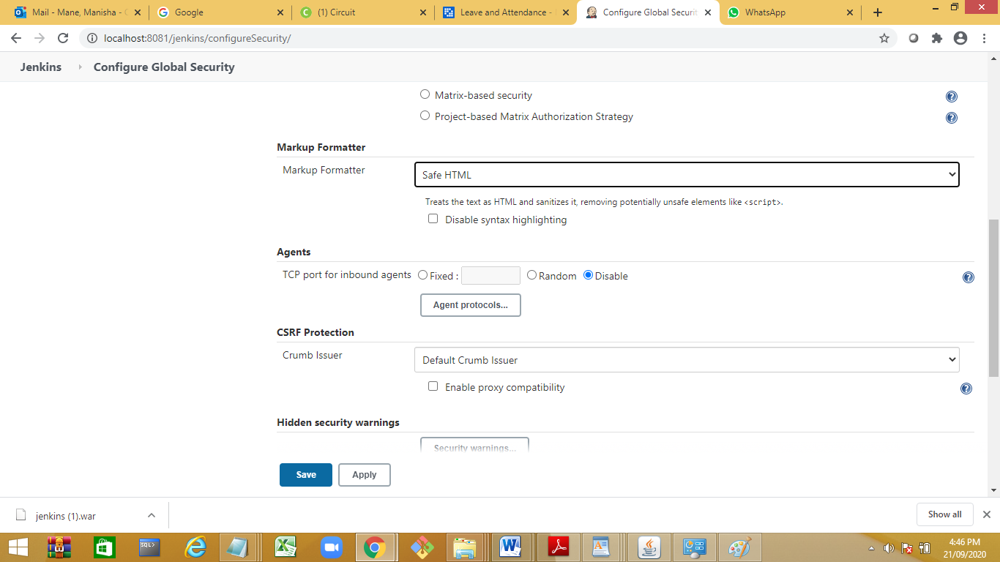 Mail - Mane, Manisha -
Google
(1) Circuit
Leave and Attendance -
Configure Global Securit
WhatsApp
localhost:8081/jenkins/configureSecurity/
Jenkins
Configure Global Security
Matrix-based security
?
Project-based Matrix Authorization Strategy
?
Markup Formatter
Markup Formatter
Safe HTML
Treats the text as HTML and sanitizes it, removing potentially unsafe elements like <script>.
Disable syntax highlighting
Agents
TCP port for inbound agents
Fixed :
Random
Disable
?
Agent protocols...
CSRF Protection
Crumb Issuer
Default Crumb Issuer
Enable proxy compatibility
?
Hidden security warnings
Security warnings...
Save
Apply
jenkins (1).war
Show all
SQL>
4:46 PM
21/09/2020